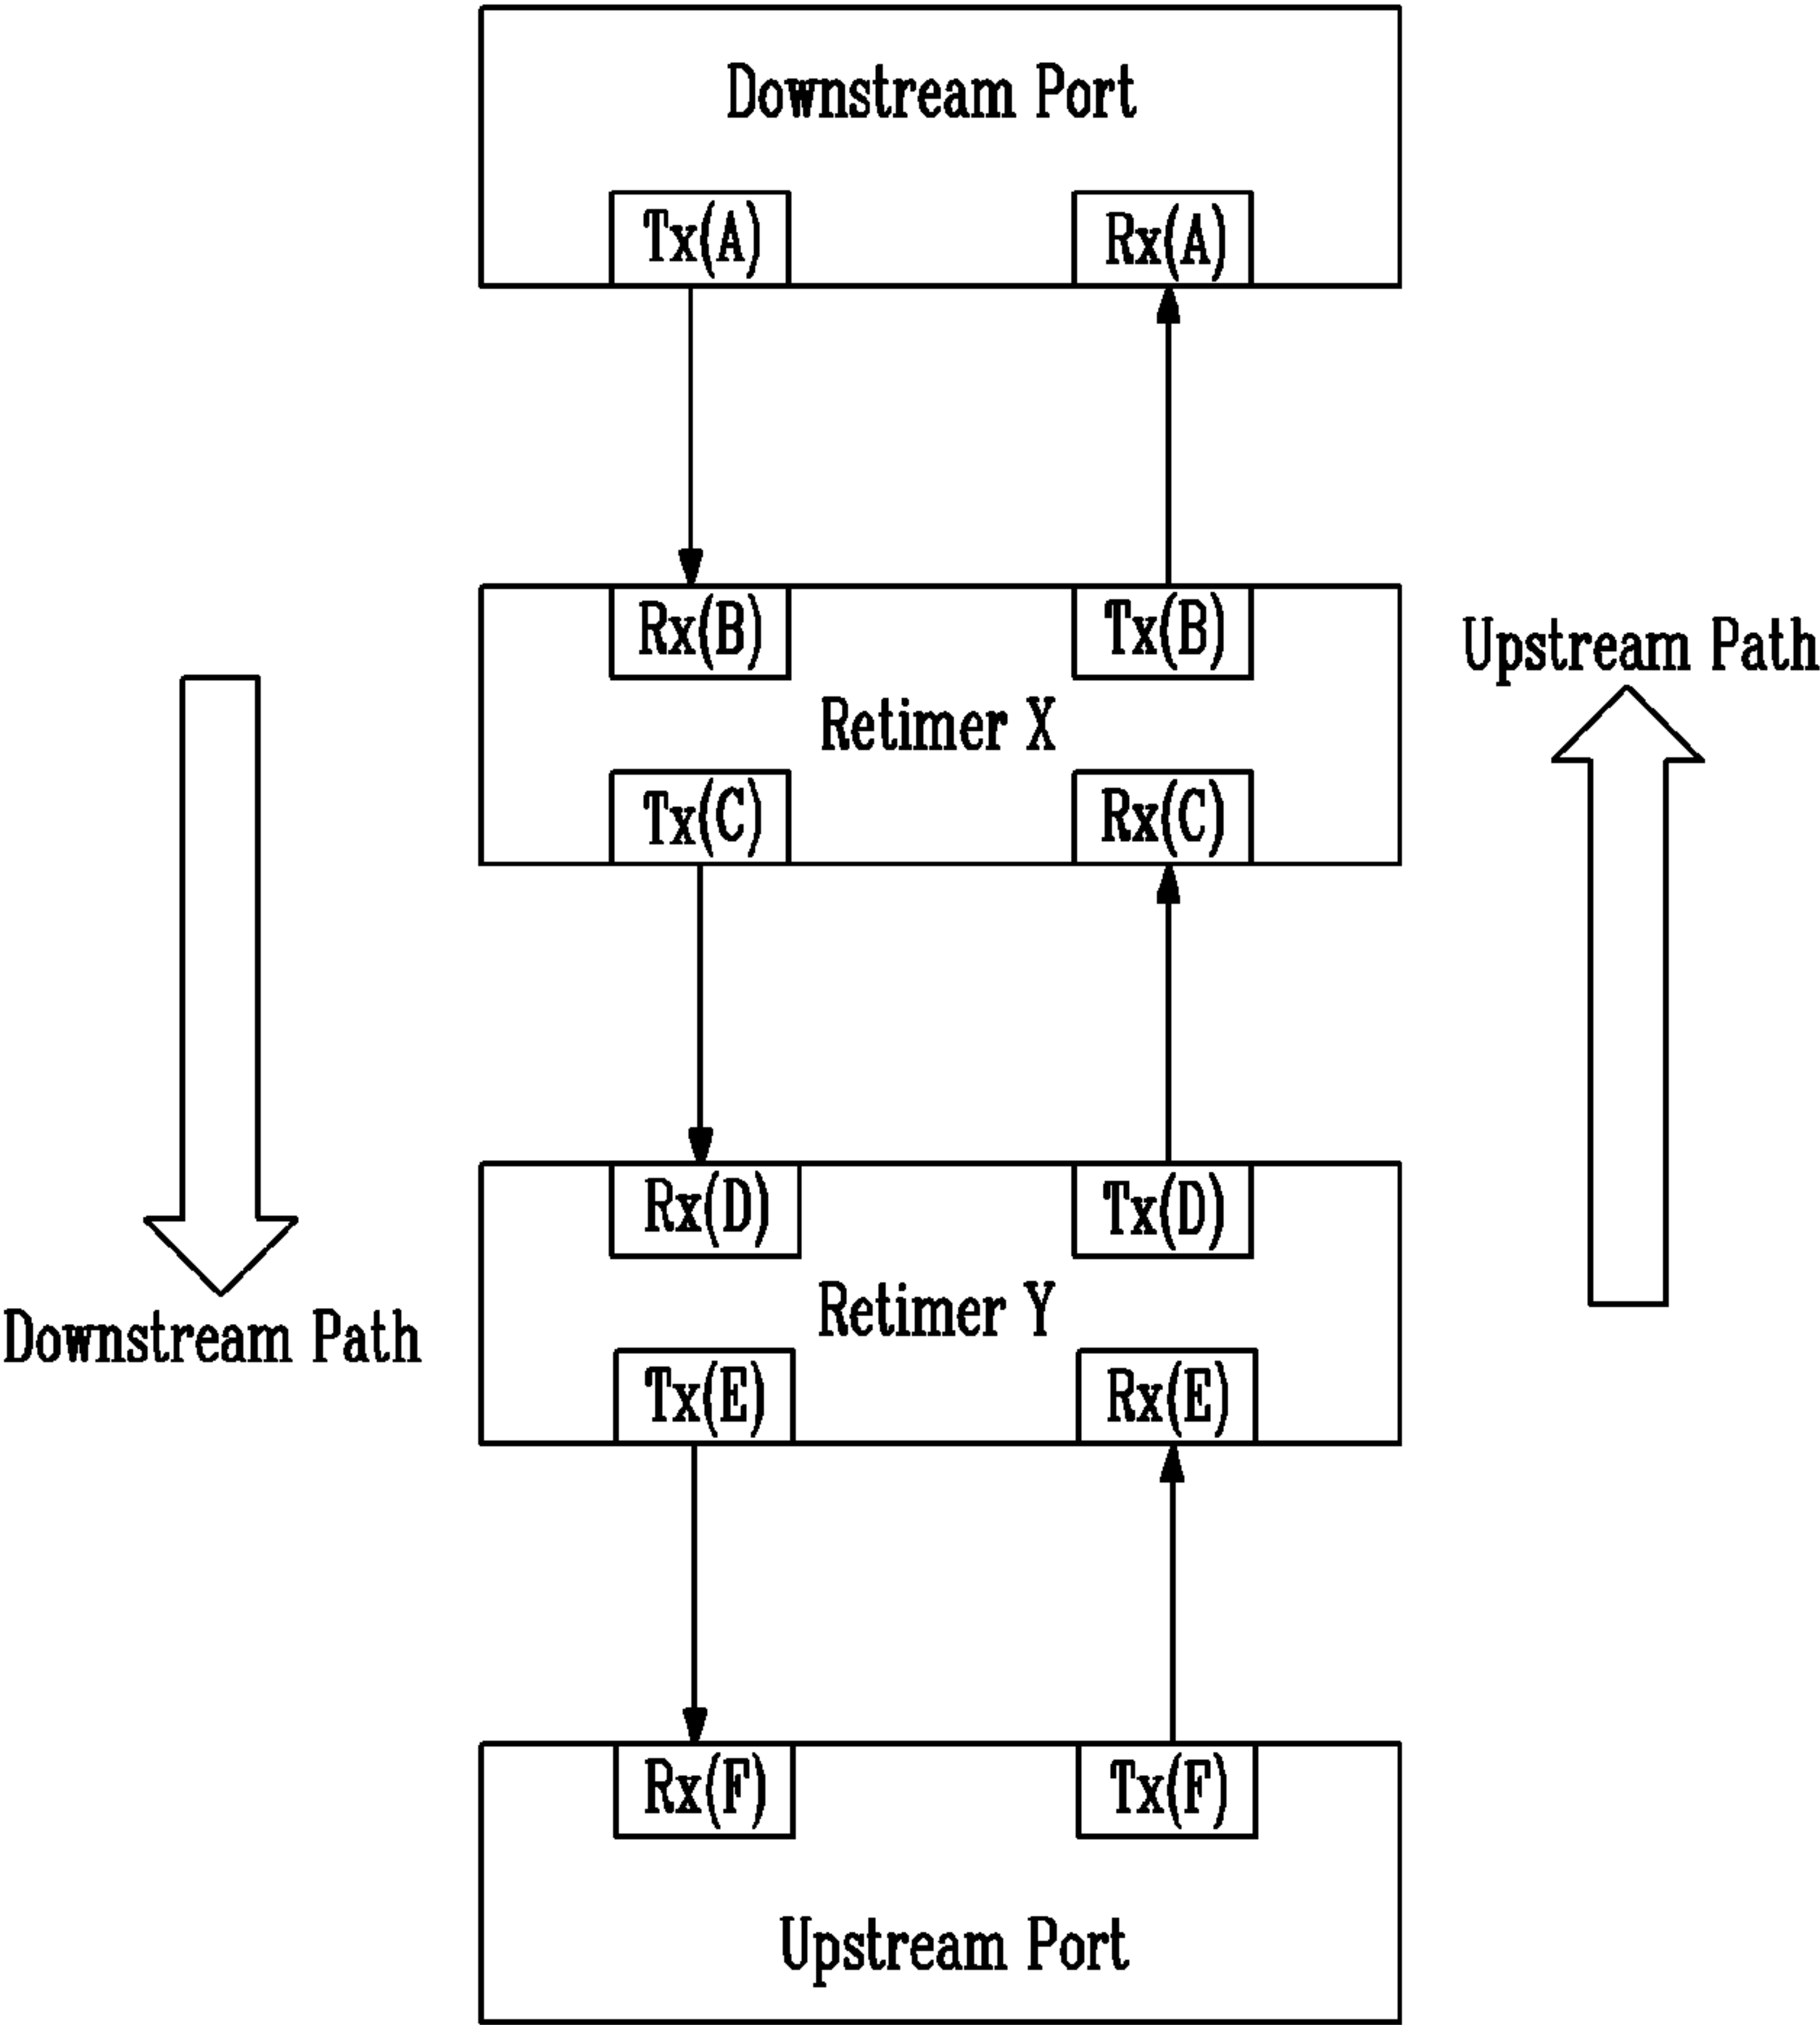 Downstream Port
Tx(A) Rx(A)
Rx(B) Tx(B)
Upstream Path
Retimer X
Tx(C) Rx(C)
Rx(D) Tx(D)
Retimer Y
Downstream Path
Tx(E) Rx(E)
Rx(F) Tx(F)
Upstream Port